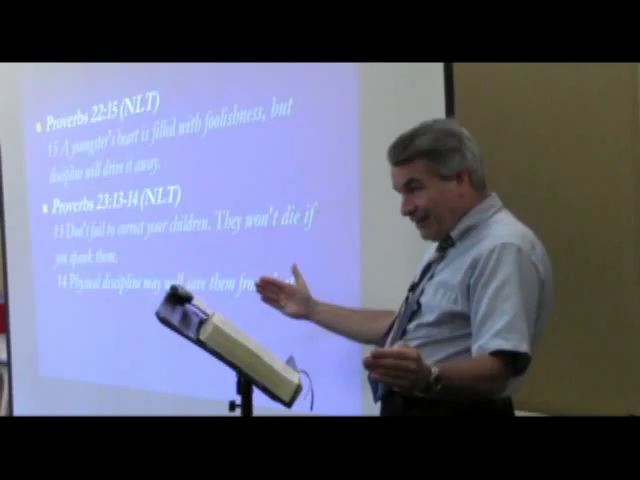 Proverbs 22:15 (NLT)
15 A youngster's heart is filled with foolishness, but
discipline will drive it away.
Proverbs 23:13-14 (NLT)
13 Don't fail to correct your children. They won't die if
you spank them.
14 Physical discipline may well save them from